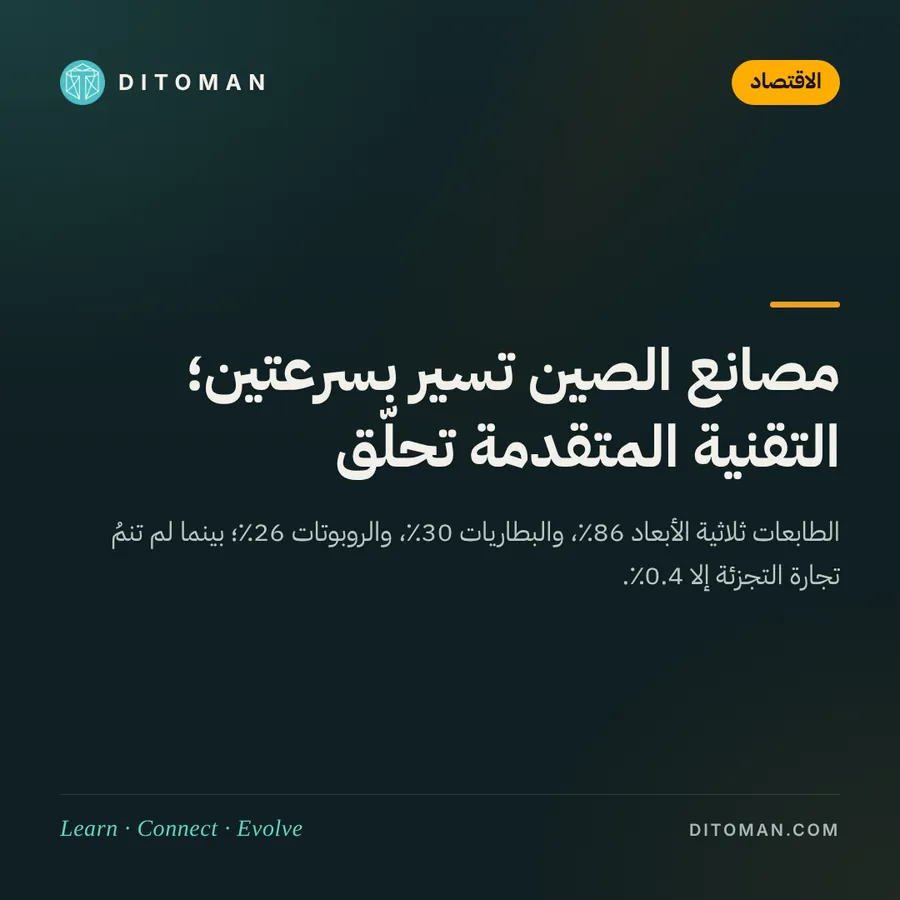 DITOMAN
الاقتصاد
مصانع الصين تسير بسرعتين؛
التقنية المتقدمة تحلّق
الطابعات ثلاثية الأبعاد 86٪، والبطاريات 30٪، والروبوتات 26٪؛ بينما لم تنمُ
تجارة التجزئة إلا 0.4٪.
Learn · Connect · Evolve
DITOMAN.COM